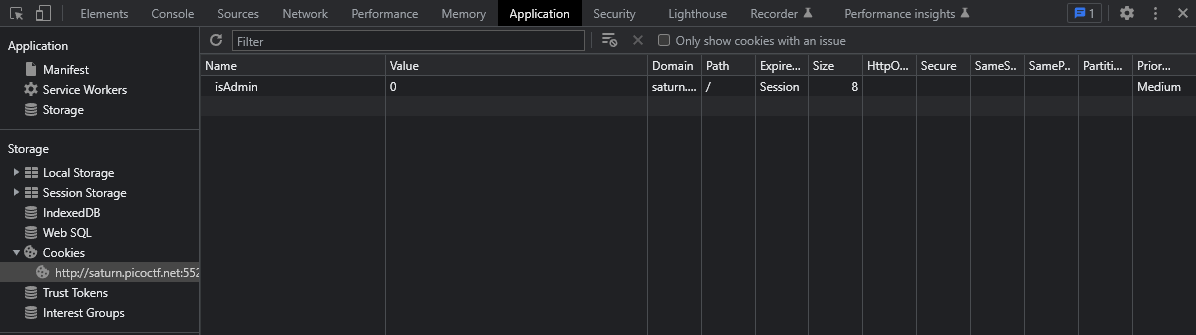 Elements Console Sources Network Performance Memory Application Security Lighthouse Recorder Performance insights 1
Application
Manifest
Service Workers
Storage
Storage
Local Storage
Session Storage
IndexedDB
Web SQL
Cookies
http://saturn.picoctf.net:552
Trust Tokens
Interest Groups
Filter Only show cookies with an issue
Name Value Domain Path Expire... Size HttpO... Secure SameS.. SameP.. Partiti... Prior...
isAdmin 0 saturn.... / Session 8 Medium